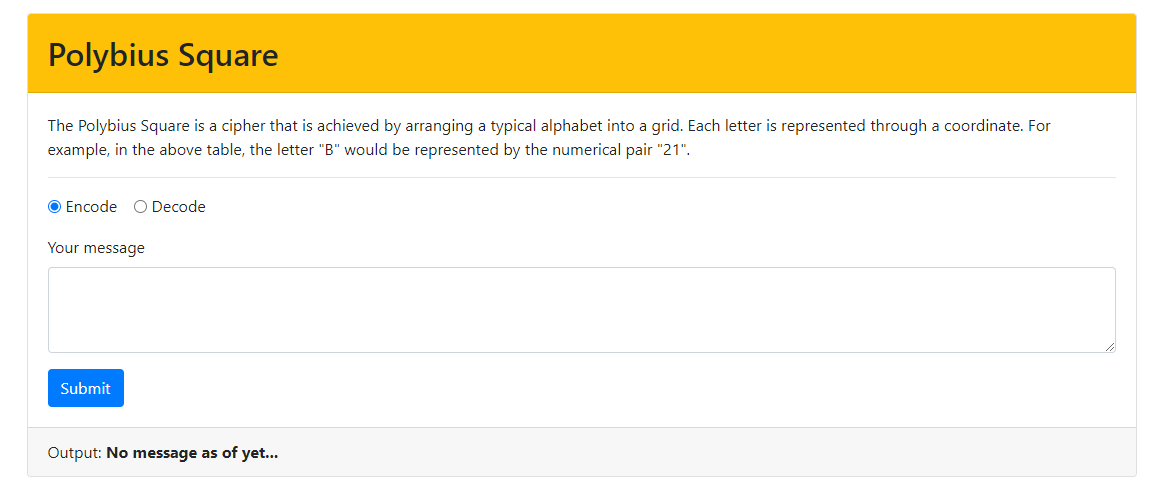 Polybius Square
The Polybius Square is a cipher that is achieved by arranging a typical alphabet into a grid. Each letter is represented through a coordinate. For
example, in the above table, the letter "B" would be represented by the numerical pair "21".
Encode Decode
Your message
Submit
Output: No message as of yet...